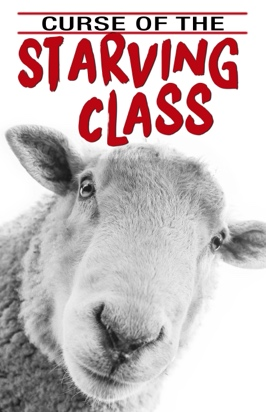 CURSE OF THE
STARVING
CLASS